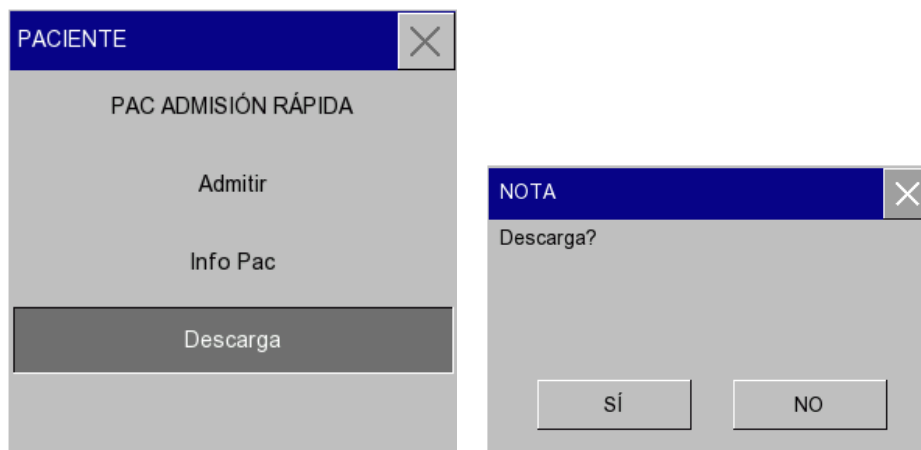 PACIENTE
PAC ADMISIÓN RÁPIDA
Admitir
Info Pac
Descarga
NOTA
Descarga?
SÍ
NO